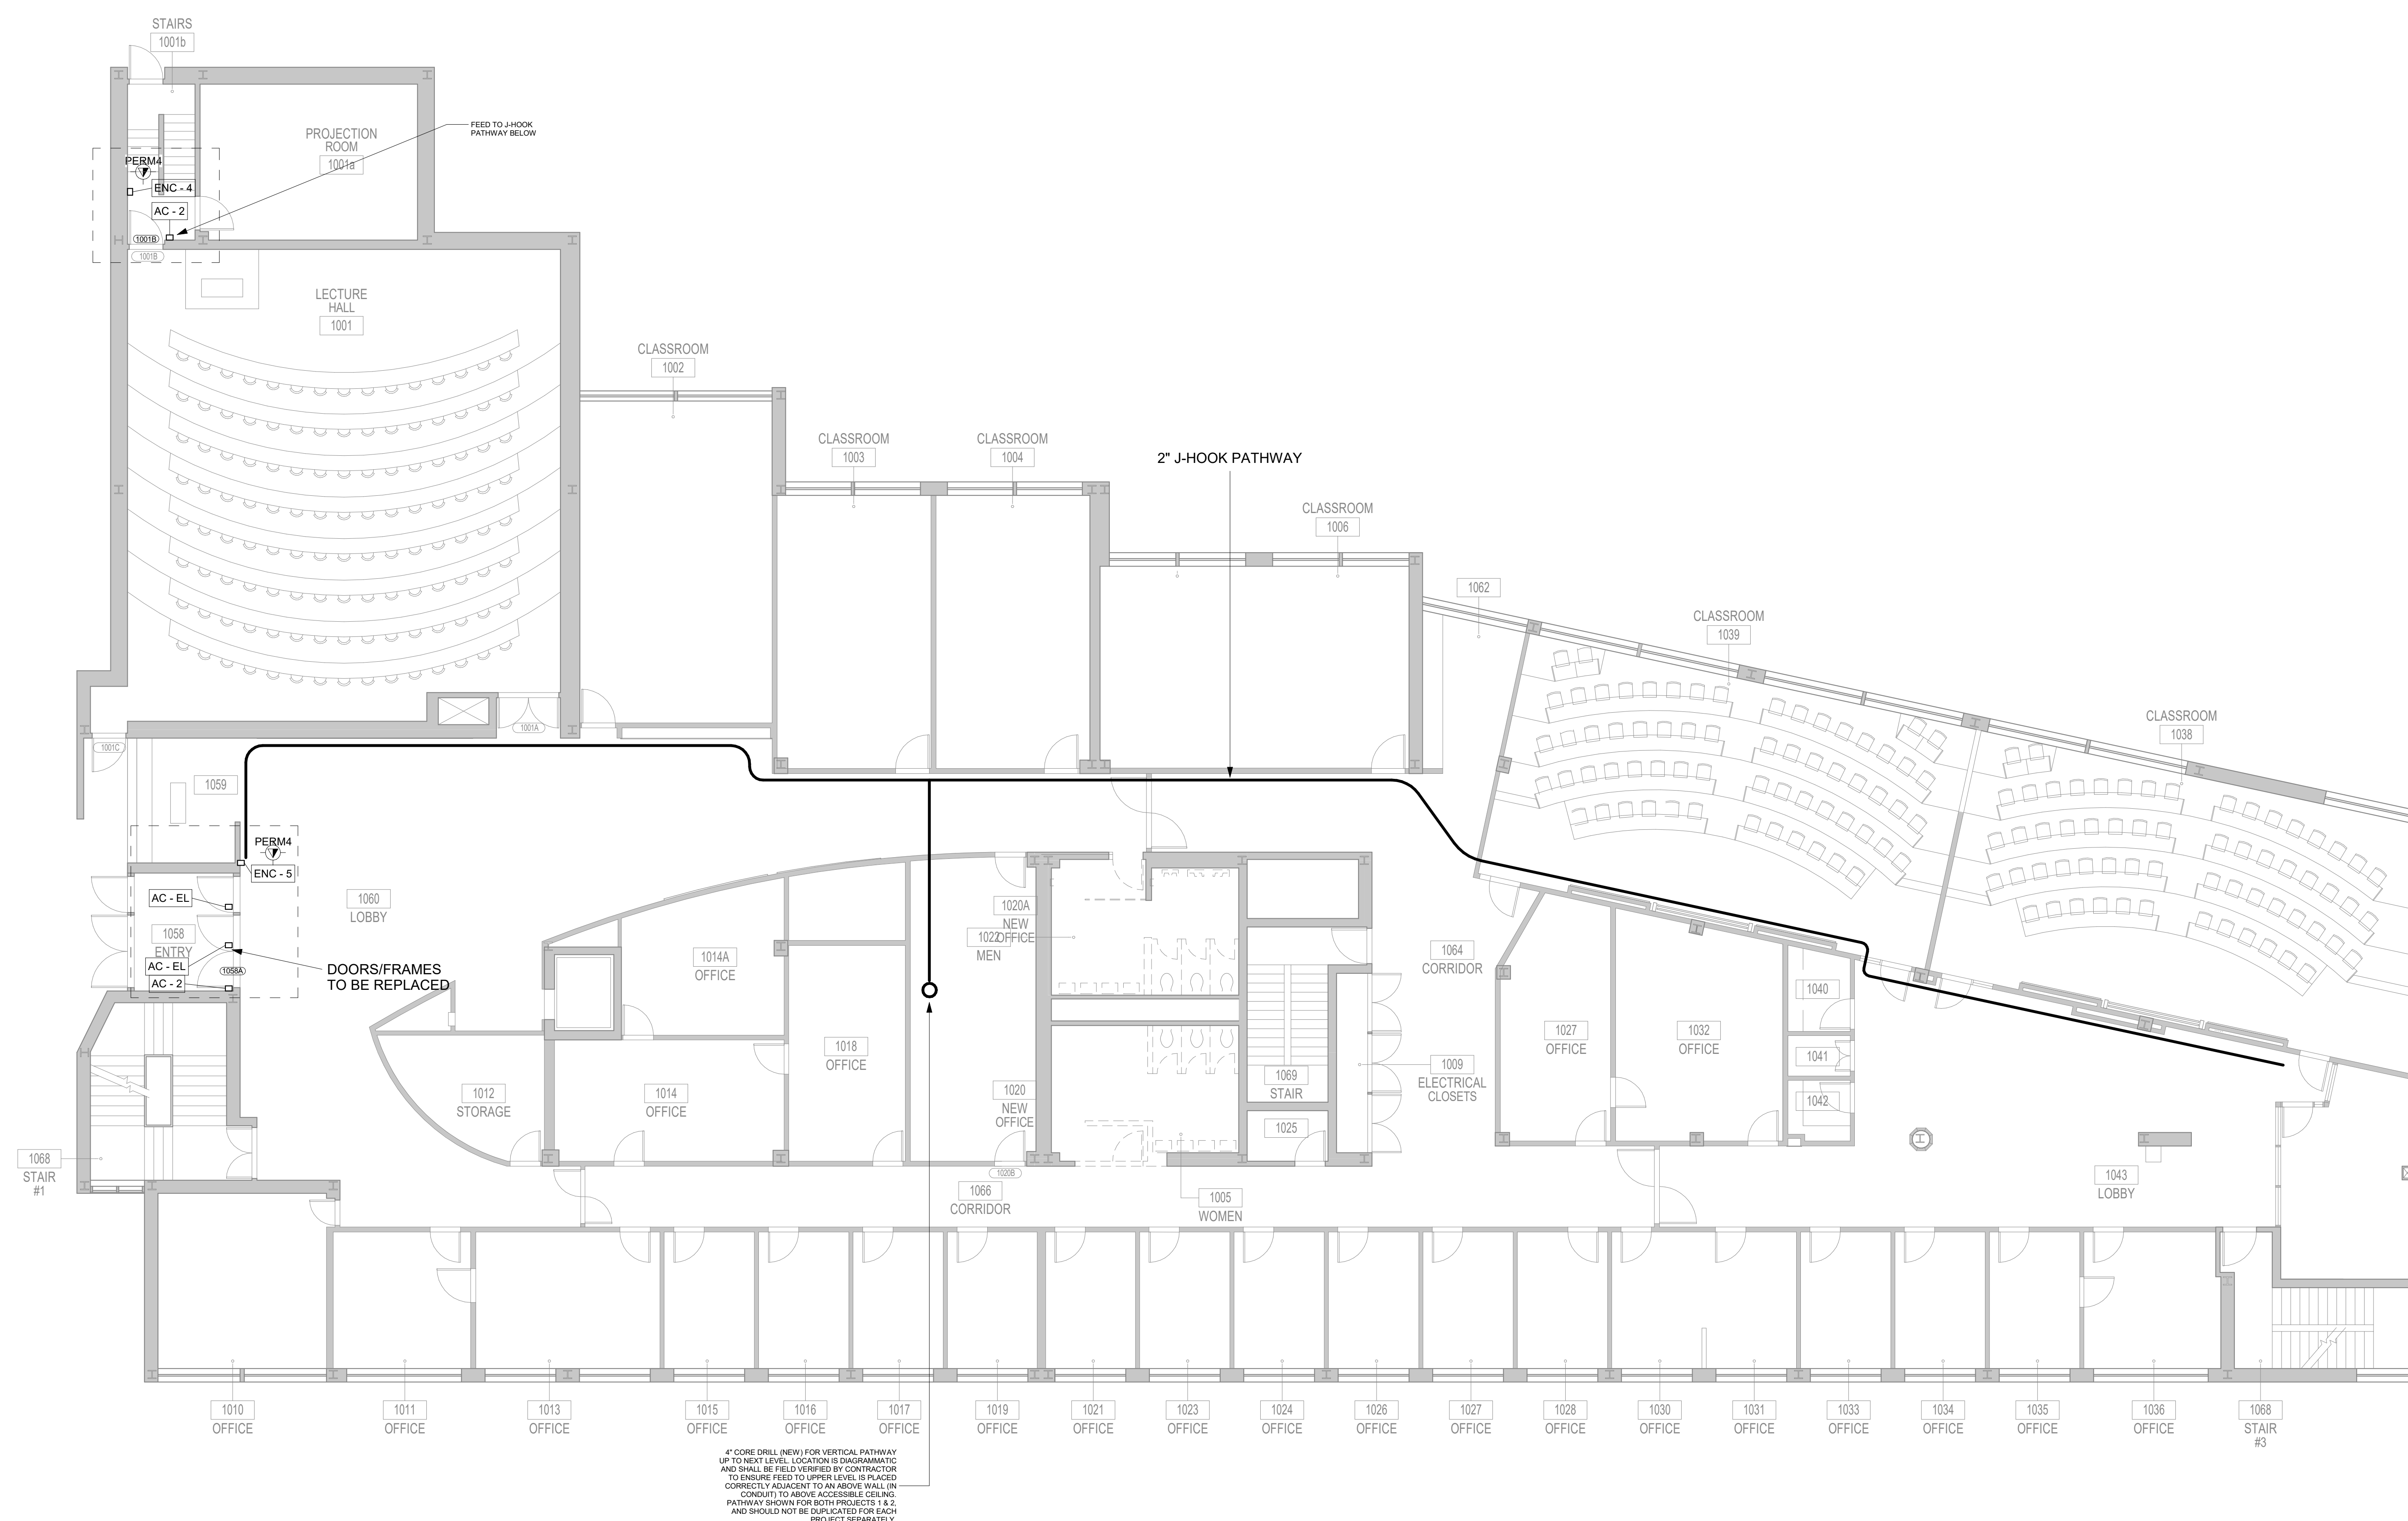 STAIRS
1001b
PROJECTION
ROOM
1001a
FEED TO J-HOOK
PATHWAY BELOW
PERM4
ENC - 4
AC - 2
1001B
1001B
LECTURE
HALL
1001
CLASSROOM
1002
CLASSROOM
1003
CLASSROOM
1004
2" J-HOOK PATHWAY
CLASSROOM
1006
1062
CLASSROOM
1039
CLASSROOM
1038
1001A
1001C
1059
PERM4
ENC - 5
AC - EL
1058
ENTRY
AC - EL
1058A
AC - 2
DOORS/FRAMES
TO BE REPLACED
1060
LOBBY
1014A
OFFICE
1020A
NEW
OFFICE
1022
MEN
1064
CORRIDOR
1040
1018
OFFICE
1027
OFFICE
1032
OFFICE
1041
1042
1012
STORAGE
1014
OFFICE
1020
NEW
OFFICE
1069
STAIR
1009
ELECTRICAL
CLOSETS
1025
1068
STAIR
#1
1020B
1066
CORRIDOR
1005
WOMEN
1043
LOBBY
1010
OFFICE
1011
OFFICE
1013
OFFICE
1015
OFFICE
1016
OFFICE
1017
OFFICE
1019
OFFICE
1021
OFFICE
1023
OFFICE
1024
OFFICE
1026
OFFICE
1027
OFFICE
1028
OFFICE
1030
OFFICE
1031
OFFICE
1033
OFFICE
1034
OFFICE
1035
OFFICE
1036
OFFICE
1068
STAIR
#3
4" CORE DRILL (NEW) FOR VERTICAL PATHWAY
UP TO NEXT LEVEL. LOCATION IS DIAGRAMMATIC
AND SHALL BE FIELD VERIFIED BY CONTRACTOR
TO ENSURE FEED TO UPPER LEVEL IS PLACED
CORRECTLY ADJACENT TO AN ABOVE WALL (IN
CONDUIT) TO ABOVE ACCESSIBLE CEILING.
PATHWAY SHOWN FOR BOTH PROJECTS 1 & 2,
AND SHOULD NOT BE DUPLICATED FOR EACH
PROJECT SEPARATELY.